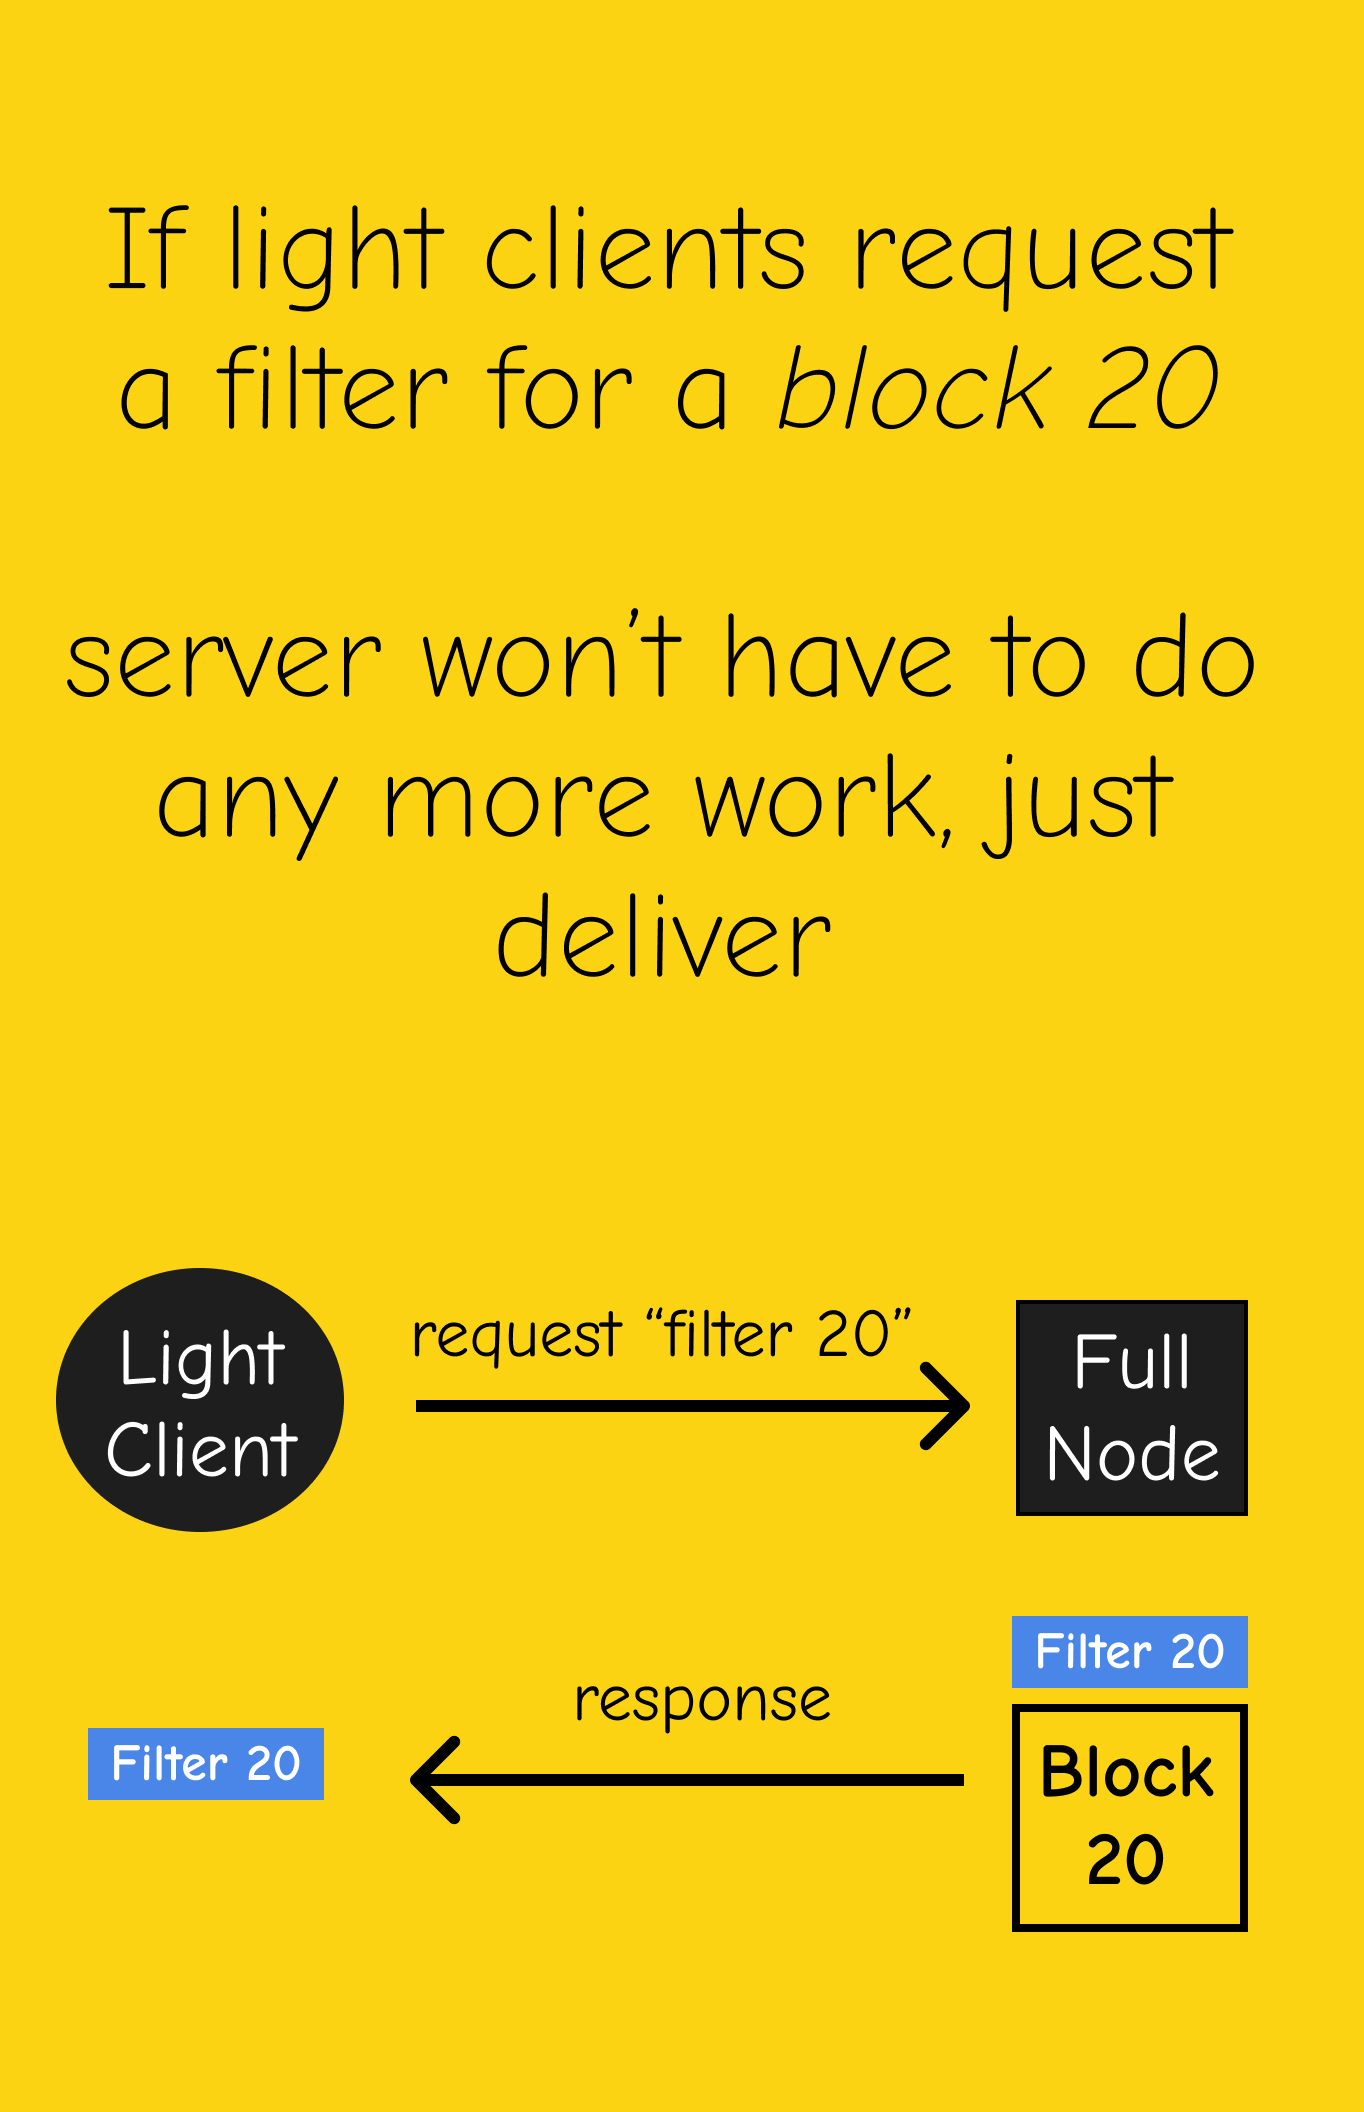 If light clients request
a filter for a block 20
server won't have to do
any more work, just
deliver
Light
Client
request “filter 20”
Full
Node
Filter 20
response
Filter 20
Block
20